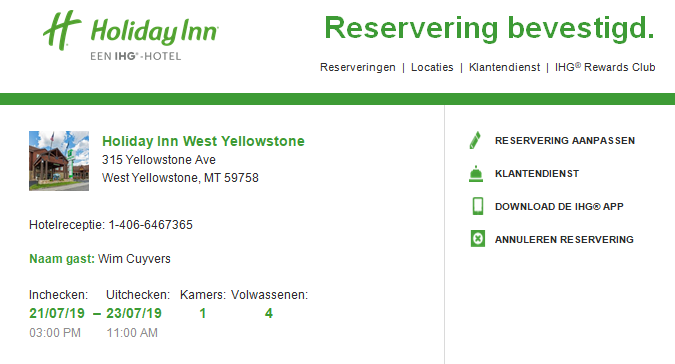 Holiday Inn
EEN IHG®-HOTEL
Reservering bevestigd.
Reserveringen | Locaties | Klantendienst | IHG® Rewards Club
Holiday Inn West Yellowstone
315 Yellowstone Ave
West Yellowstone, MT 59758
Hotelreceptie: 1-406-6467365
Naam gast: Wim Cuyvers
Inchecken: Uitchecken: Kamers: Volwassenen:
21/07/19 – 23/07/19 1 4
03:00 PM 11:00 AM
RESERVERING AANPASSEN
KLANTENDIENST
DOWNLOAD DE IHG® APP
ANNULEREN RESERVERING